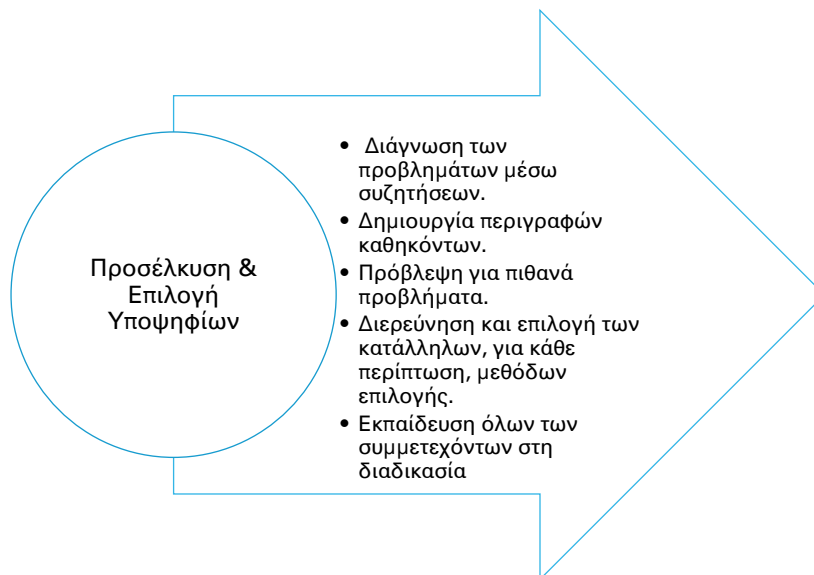 Προσέλκυση &
Επιλογή
Υποψηφίων
• Διάγνωση των
προβλημάτων μέσω
συζητήσεων.
• Δημιουργία περιγραφών
καθηκόντων.
• Πρόβλεψη για πιθανά
προβλήματα.
• Διερεύνηση και επιλογή των
κατάλληλων, για κάθε
περίπτωση, μεθόδων
επιλογής.
• Εκπαίδευση όλων των
συμμετεχόντων στη
διαδικασία